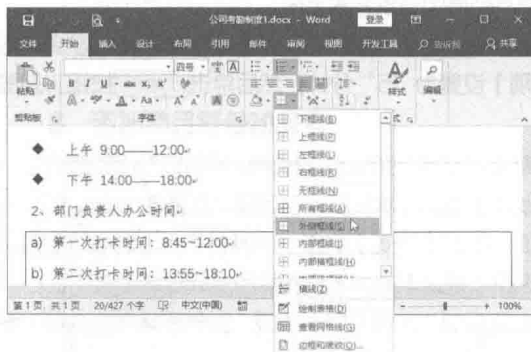 公司考勤制度1.docx - Word 登录
文件 开始 插入 设计 布局 引用 邮件 审阅 视图 开发工具 告诉我 共享
粘贴 四号 样式 编辑
剪贴板 字体
◆ 上午 9:00——12:00
◆ 下午 14:00——18:00
2、部门负责人办公时间
a) 第一次打卡时间：8:45~12:00
b) 第二次打卡时间：13:55~18:10
下框线(B)
上框线(P)
左框线(L)
右框线(R)
无框线(N)
所有框线(A)
外侧框线(S)
内部框线(I)
内部横框线(H)
横线(Z)
绘制表格(D)
查看网格线(G)
边框和底纹(O)...
第1页，共1页 20/427 个字 中文(中国) 100%